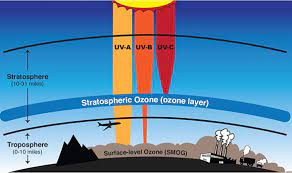 UV-A
UV-B
UV-C
Stratosphere
(10-31 miles)
Stratospheric Ozone (ozone layer)
Troposphere
(0-10 miles)
Surface-level Ozone (SMOG)